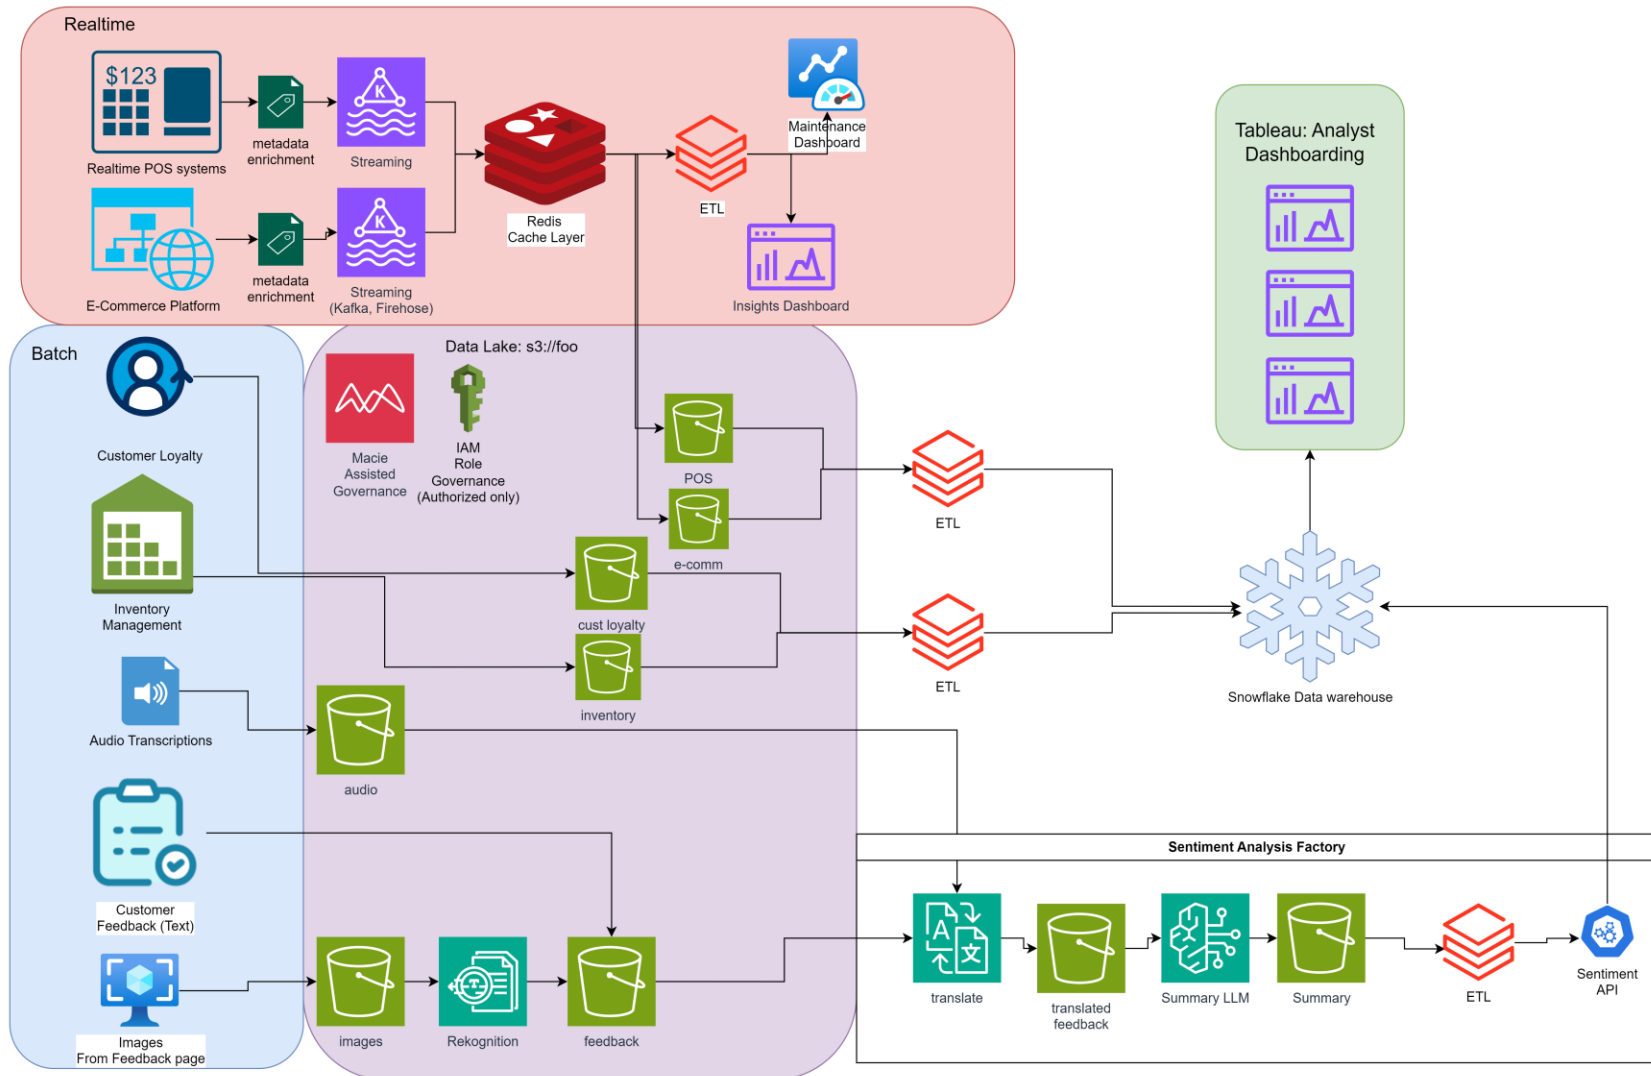 Realtime
$123
Realtime POS systems
metadata
enrichment
K
Streaming
E-Commerce Platform
metadata
enrichment
K
Streaming
(Kafka, Firehose)
Redis
Cache Layer
ETL
Maintenance
Dashboard
Insights Dashboard
Tableau: Analyst
Dashboarding
Batch
Customer Loyalty
Inventory
Management
Audio Transcriptions
Customer
Feedback (Text)
Images
From Feedback page
Data Lake: s3://foo
Macie
Assisted
Governance
IAM
Role
Governance
(Authorized only)
POS
e-comm
cust loyalty
inventory
audio
images
T
Rekognition
feedback
ETL
ETL
Snowflake Data warehouse
Sentiment Analysis Factory
A
文
translate
translated
feedback
Summary LLM
Summary
ETL
Sentiment
API